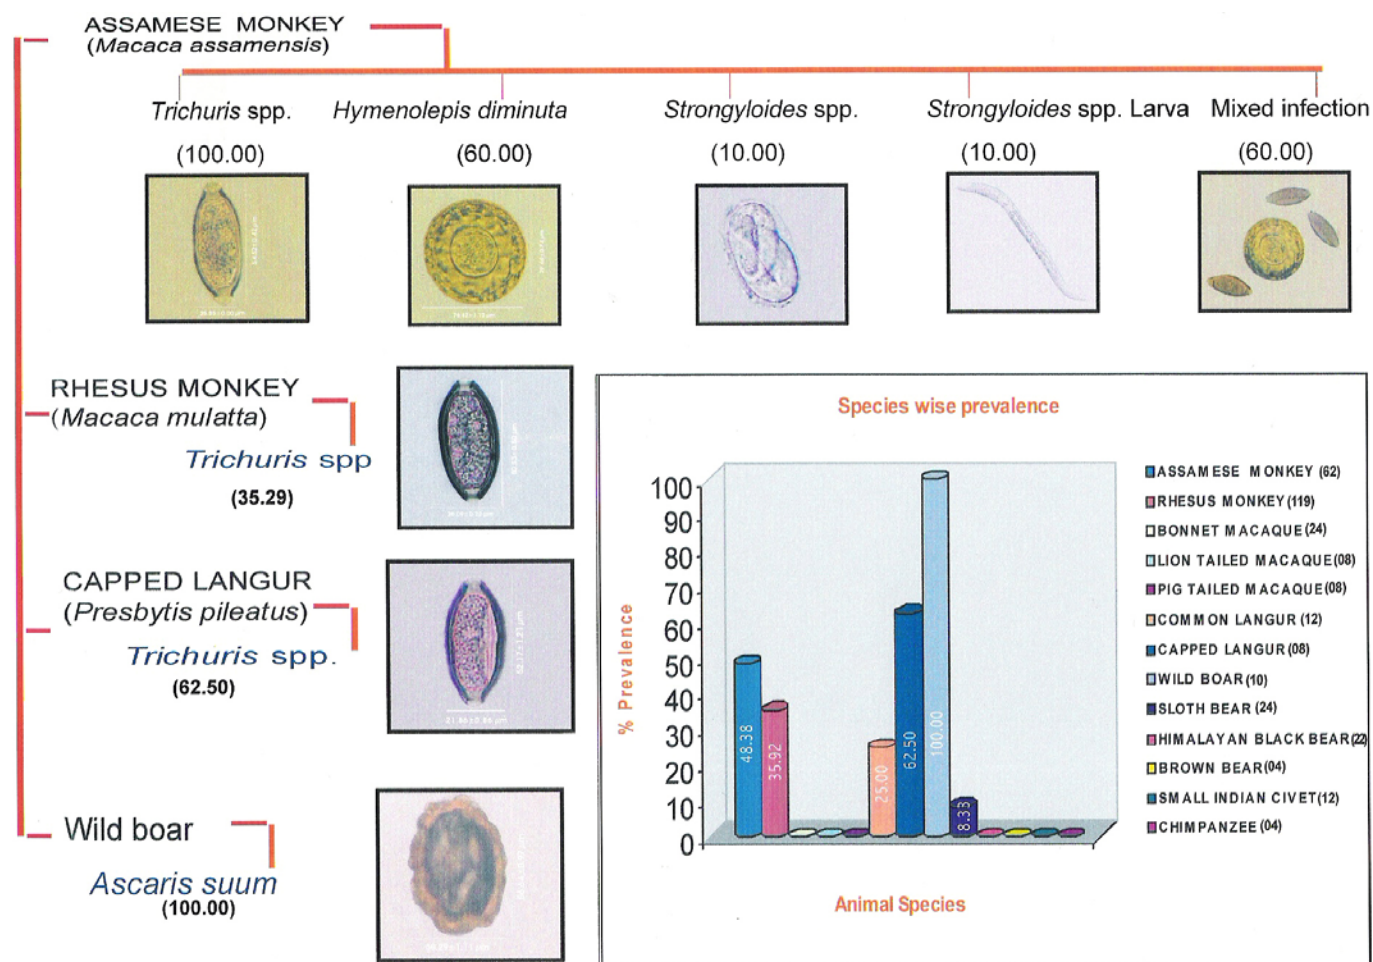 ASSAMESE MONKEY
(Macaca assamensis)
Trichuris spp.
Hymenolepis diminuta
Strongyloides spp.
Strongyloides spp. Larva
Mixed infection
(100.00)
(60.00)
(10.00)
(10.00)
(60.00)
RHESUS MONKEY
(Macaca mulatta)
Trichuris spp
(35.29)
CAPPED LANGUR
(Presbytis pileatus)
Trichuris spp.
(62.50)
Wild boar
Ascaris suum
(100.00)
Species wise prevalence
% Prevalence
100
90
80
70
60
50
40
30
20
10
0
48.38
35.92
25.00
62.50
100.00
8.33
Animal Species
ASSAMESE MONKEY (62)
RHESUS MONKEY (119)
BONNET MACAQUE (24)
LION TAILED MACAQUE (08)
PIG TAILED MACAQUE (08)
COMMON LANGUR (12)
CAPPED LANGUR (08)
WILD BOAR (10)
SLOTH BEAR (24)
HIMALAYAN BLACK BEAR (22)
BROWN BEAR (04)
SMALL INDIAN CIVET (12)
CHIMPANZEE (04)